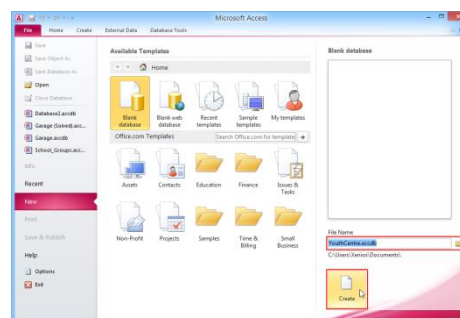 Microsoft Access
File Home Create External Data Database Tools
Save
Save Object As
Save Database As
Open
Close Database
Database2.accdb
Garage (Solved).acc...
Garage.accdb
School_Groups.acc...
Info
Recent
New
Print
Save & Publish
Help
Options
Exit
Available Templates
Home
Blank database
Blank web database
Recent templates
Sample templates
My templates
Office.com Templates
Search Office.com for templates
Assets
Contacts
Education
Finance
Issues & Tasks
Non-Profit
Projects
Samples
Time & Billing
Small Business
Blank database
File Name
YouthCentre.accdb
C:\Users\Xenios\Documents\
Create